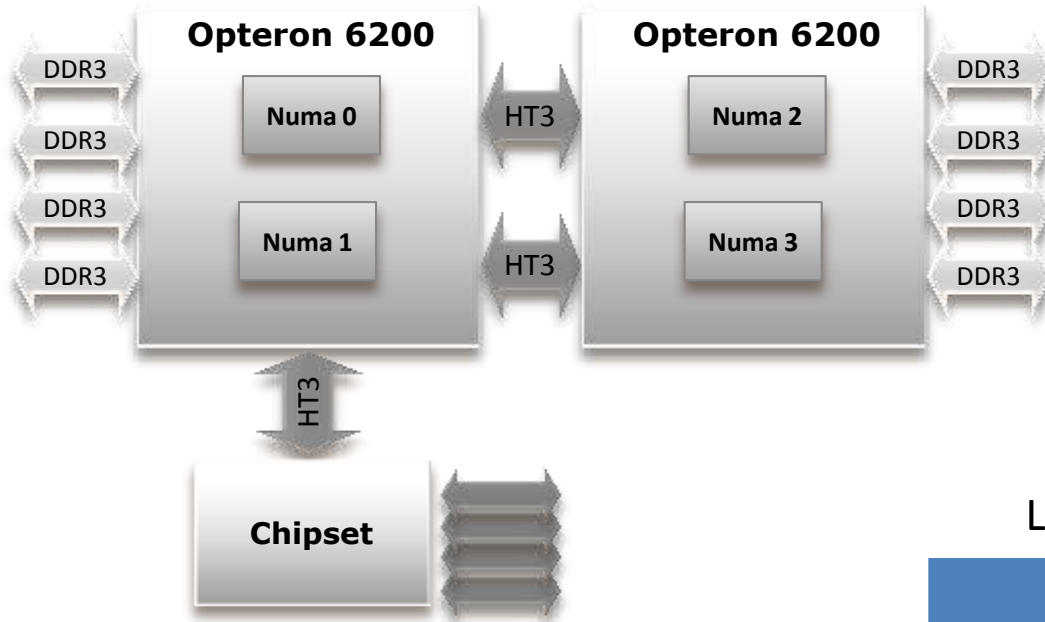 Opteron 6200
Opteron 6200
DDR3
DDR3
Numa 0
HT3
Numa 2
DDR3
DDR3
DDR3
DDR3
Numa 1
HT3
Numa 3
DDR3
DDR3
HT3
Chipset
L